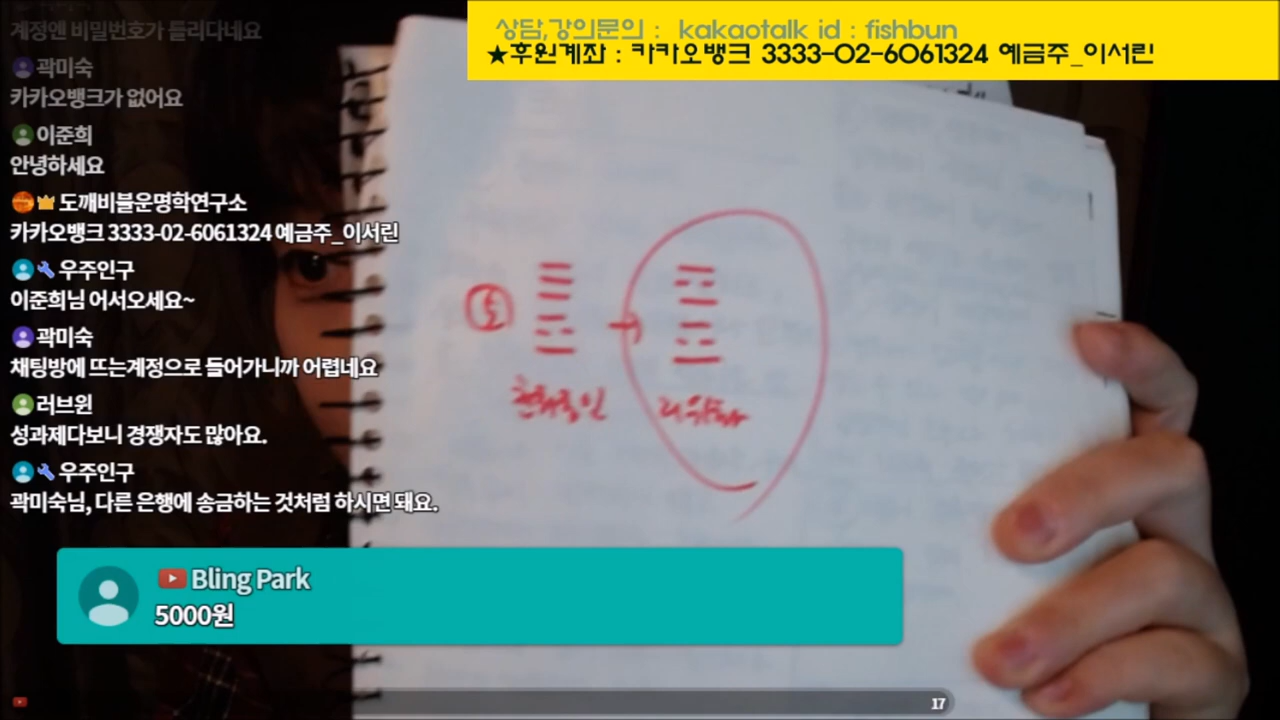 상담,강의문의 : kakaotalk id : fishbun
★후원계좌 : 카카오뱅크 3333-02-6061324 예금주_이서린
계정엔 비밀번호가 틀리다네요
곽미숙
카카오뱅크가 없어요
이준희
안녕하세요
도깨비불운명학연구소
카카오뱅크 3333-02-6061324 예금주_이서린
우주인구
이준희님 어서오세요~
곽미숙
채팅방에 뜨는계정으로 들어가니까 어렵네요
러브윈
성과제다보니 경쟁자도 많아요.
우주인구
곽미숙님, 다른 은행에 송금하는 것처럼 하시면 돼요.
Bling Park
5000원
17